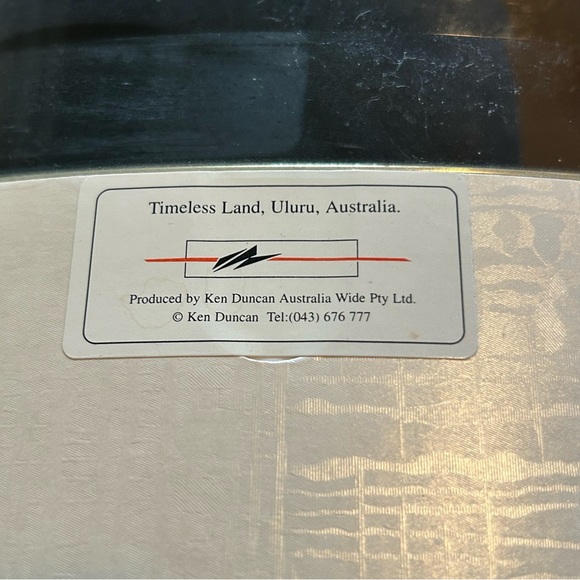 Timeless Land, Uluru, Australia.
Produced by Ken Duncan Australia Wide Pty Ltd.
© Ken Duncan Tel:(043) 676 777